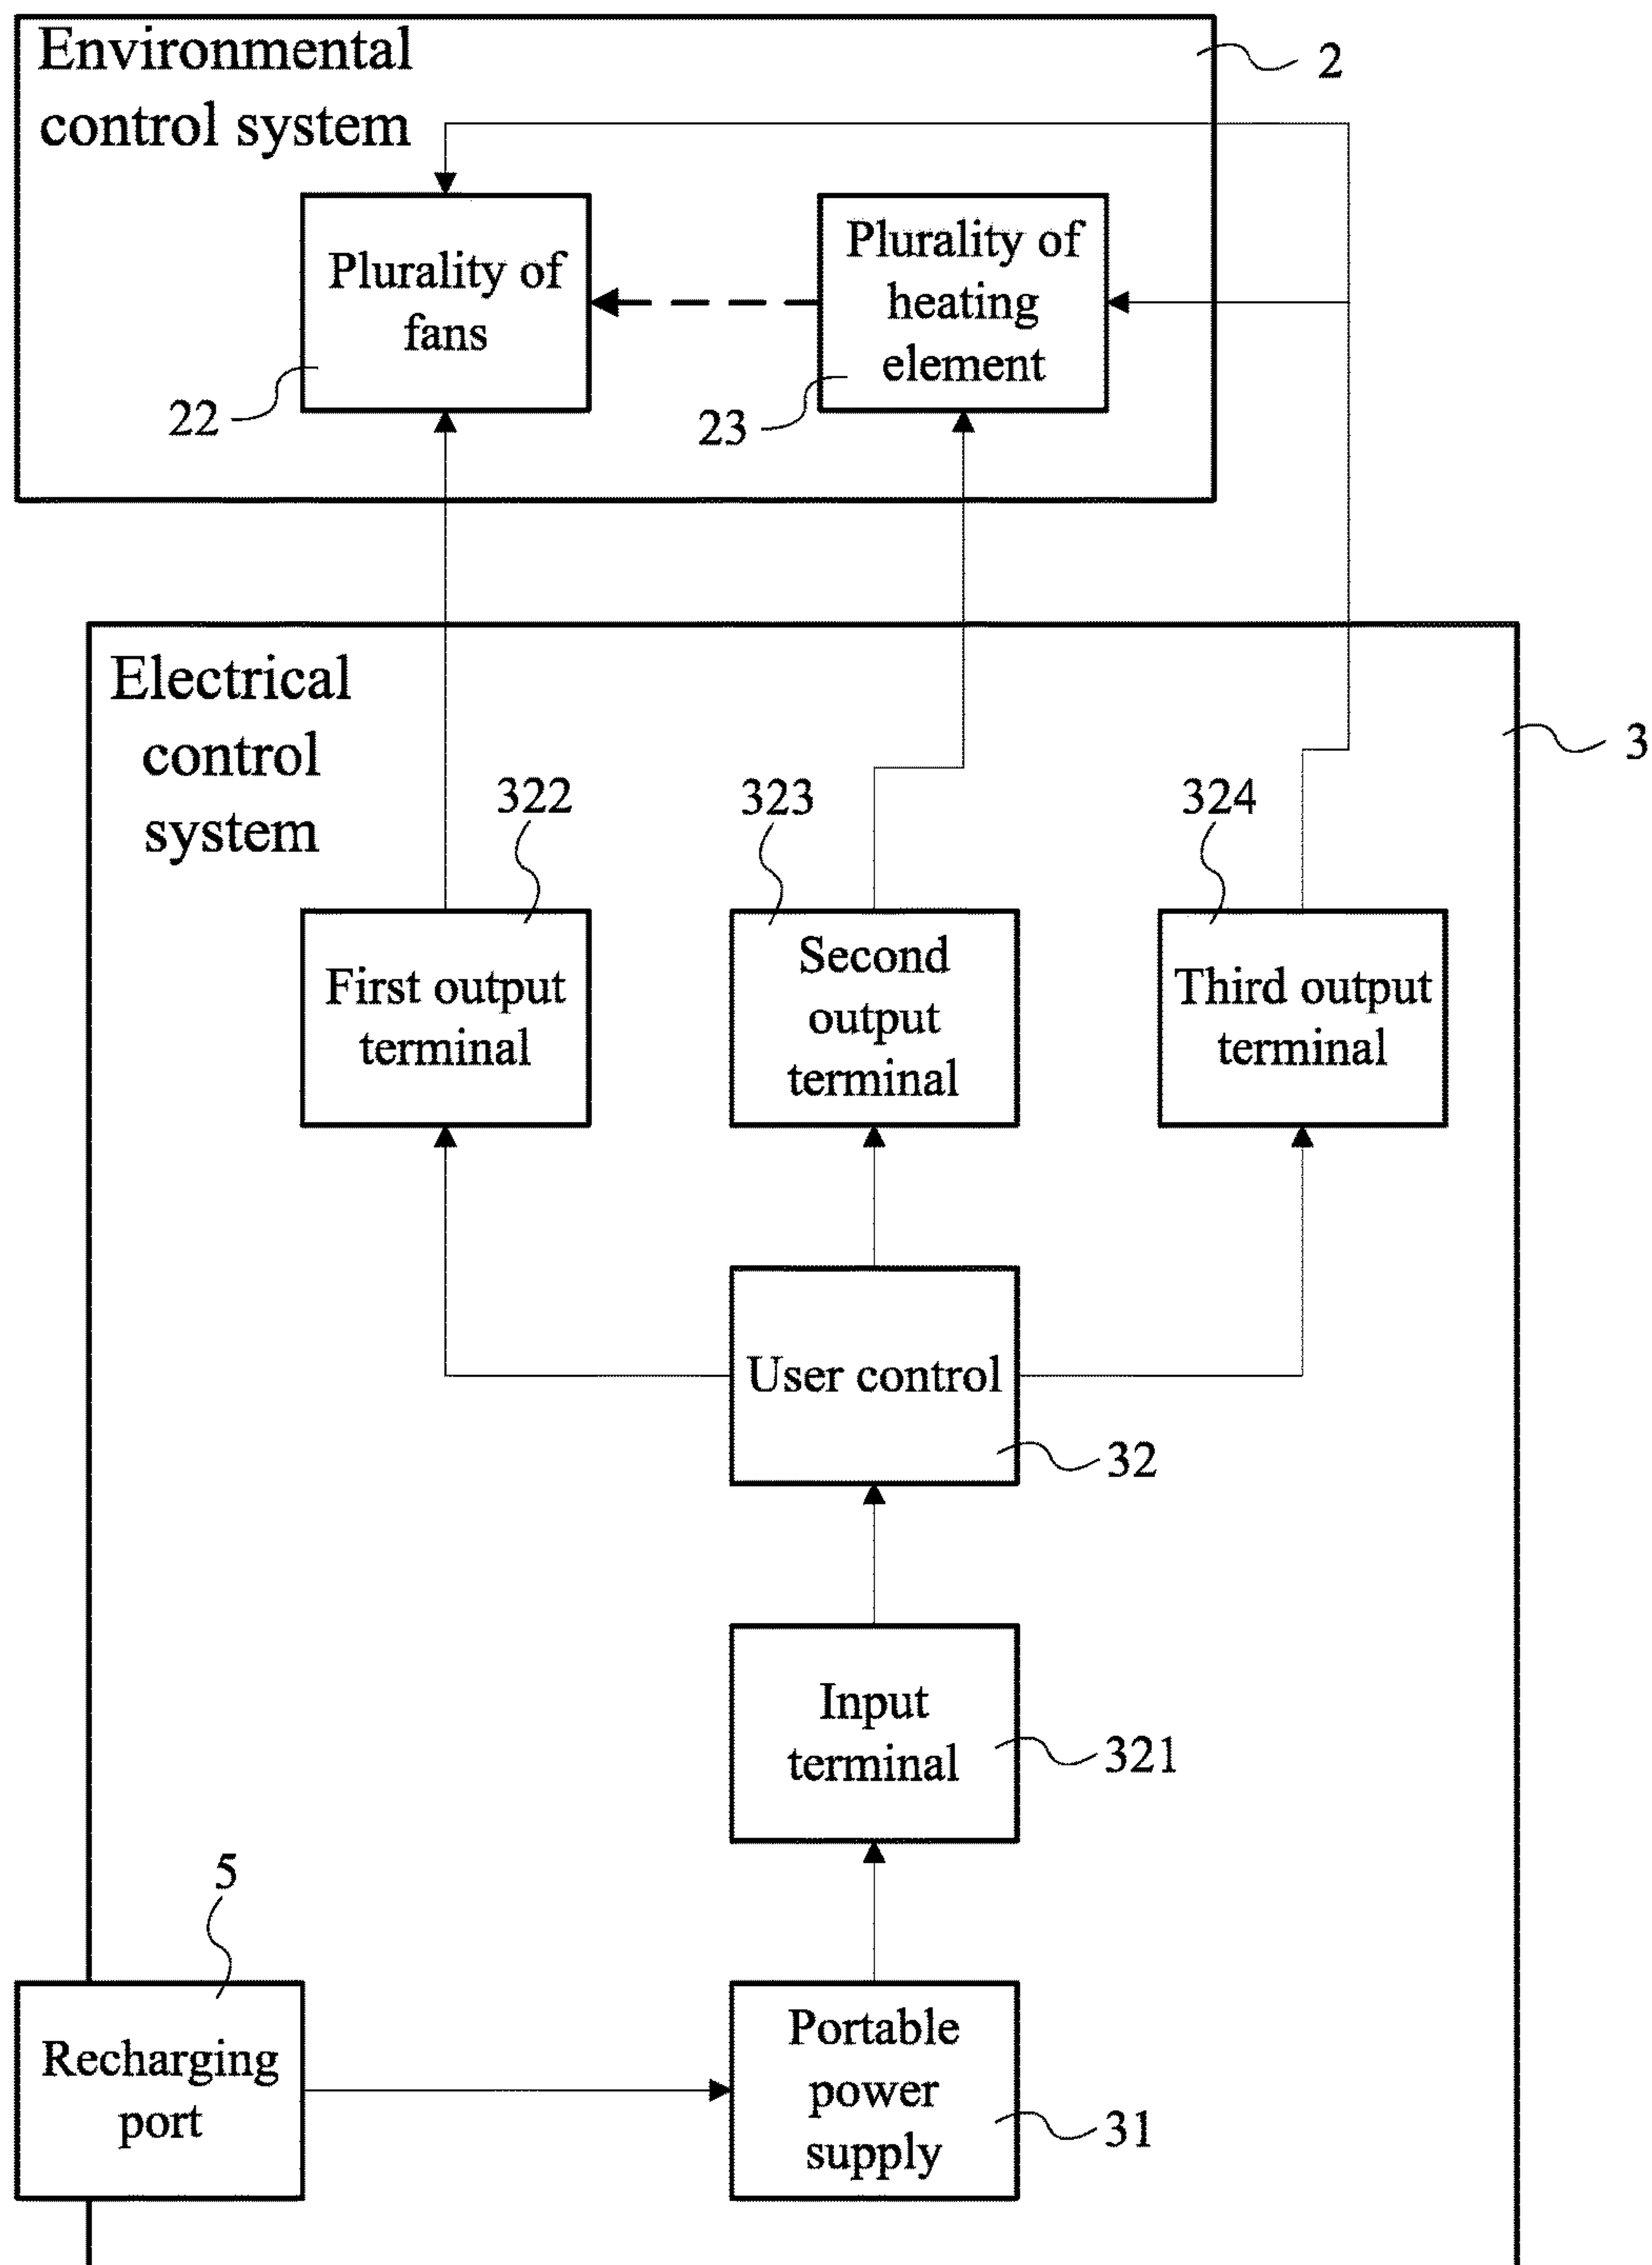 Environmental
control system
2
Plurality of
fans
22
Plurality of
heating
element
23
Electrical
control
system
3
322
323
324
First output
terminal
Second
output
terminal
Third output
terminal
User control
32
Input
terminal
321
5
Recharging
port
Portable
power
supply
31